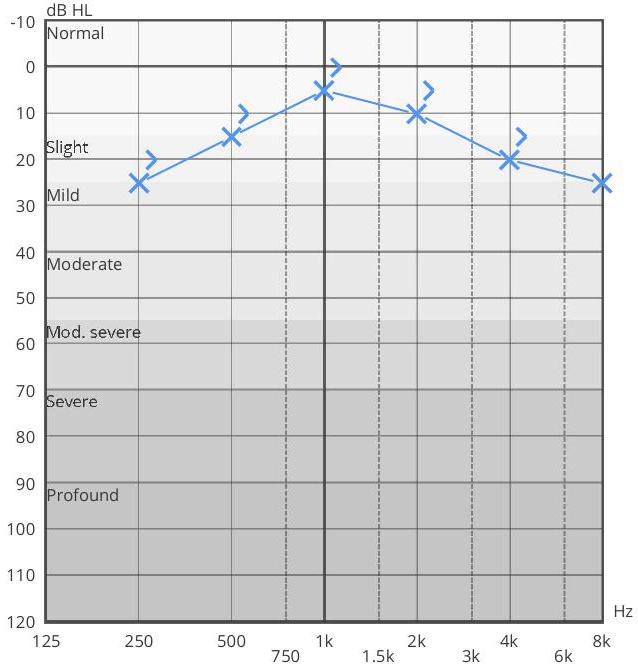 dB HL
-10
Normal
0
10
Slight
20
Mild
30
40
Moderate
50
Mod. severe
60
70
Severe
80
90
Profound
100
110
120
Hz
125 250 500 1k 2k 4k 8k
750 1.5k 3k 6k